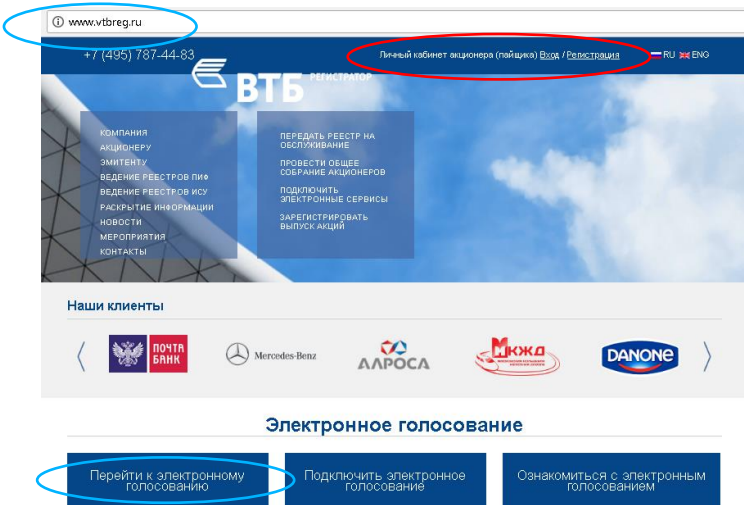 www.vtbreg.ru
+7 (495) 787-44-83
Личный кабинет акционера (пайщика) Вход / Регистрация
RU ENG
ВТБ РЕГИСТРАТОР
КОМПАНИЯ
АКЦИОНЕРУ
ЭМИТЕНТУ
ВЕДЕНИЕ РЕЕСТРОВ ПИФ
ВЕДЕНИЕ РЕЕСТРОВ ИСУ
РАСКРЫТИЕ ИНФОРМАЦИИ
НОВОСТИ
МЕРОПРИЯТИЯ
КОНТАКТЫ
ПЕРЕДАТЬ РЕЕСТР НА
ОБСЛУЖИВАНИЕ
ПРОВЕСТИ ОБЩЕЕ
СОБРАНИЕ АКЦИОНЕРОВ
ПОДКЛЮЧИТЬ
ЭЛЕКТРОННЫЕ СЕРВИСЫ
ЗАРЕГИСТРИРОВАТЬ
ВЫПУСК АКЦИЙ
Наши клиенты
ПОЧТА
БАНК
Mercedes-Benz
АЛРОСА
МКЖД
DANONE
Электронное голосование
Перейти к электронному
голосованию
Подключить электронное
голосование
Ознакомиться с электронным
голосованием